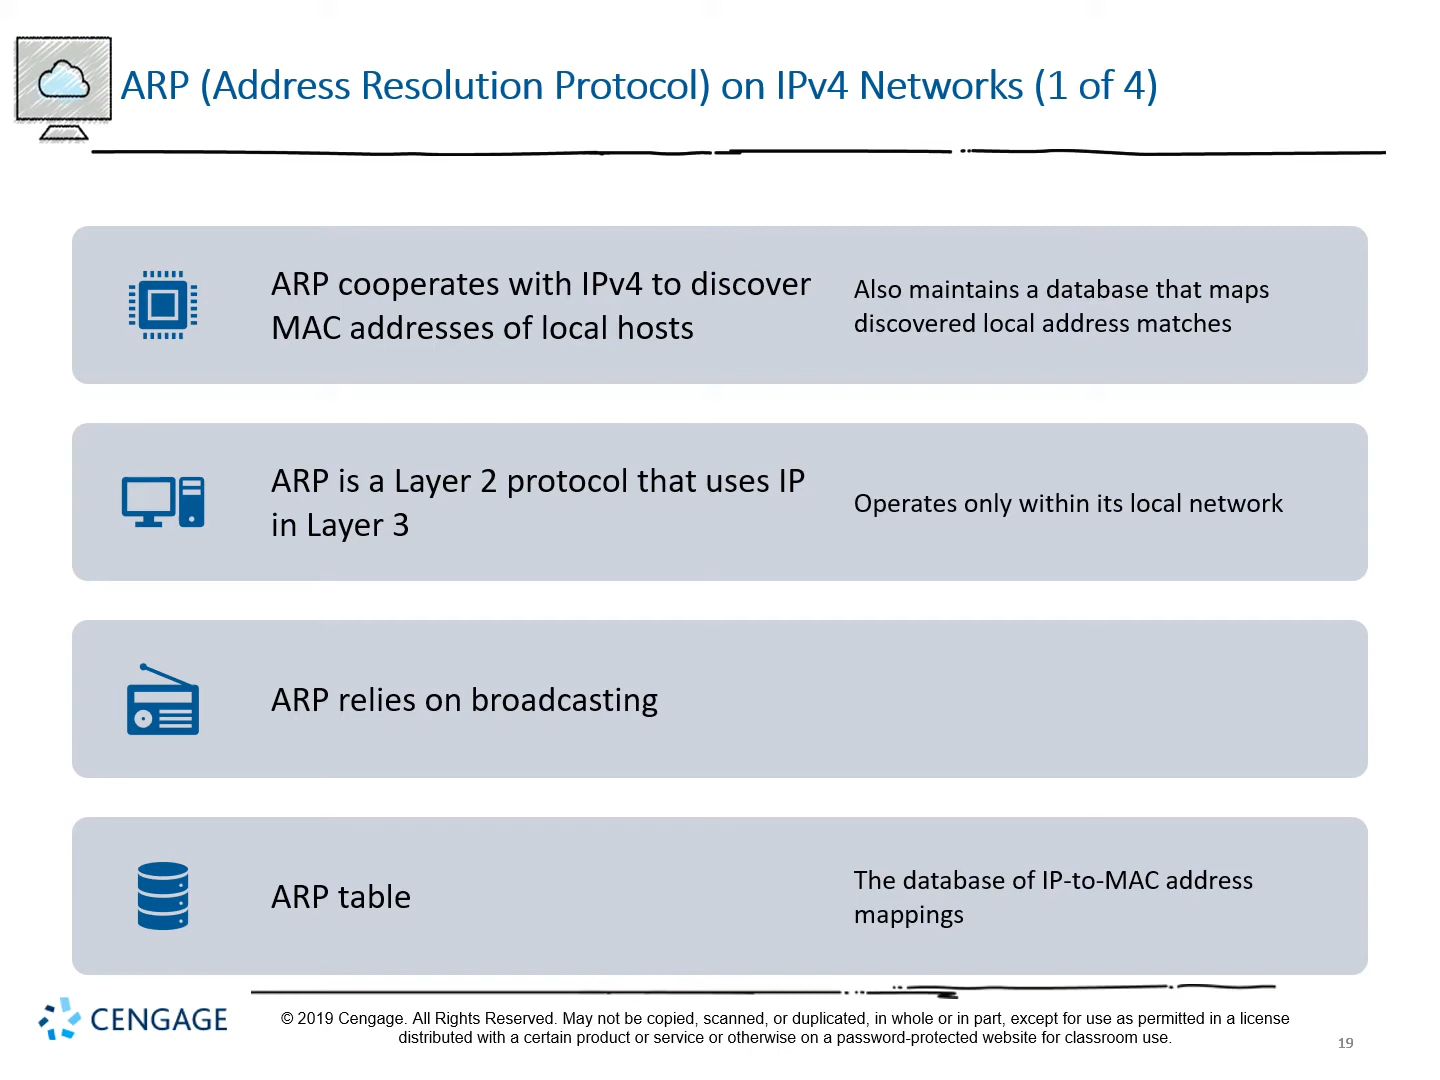 ARP (Address Resolution Protocol) on IPv4 Networks (1 of 4)
ARP cooperates with IPv4 to discover
MAC addresses of local hosts
Also maintains a database that maps
discovered local address matches
ARP is a Layer 2 protocol that uses IP
in Layer 3
Operates only within its local network
ARP relies on broadcasting
ARP table
The database of IP-to-MAC address
mappings
CENGAGE
© 2019 Cengage. All Rights Reserved. May not be copied, scanned, or duplicated, in whole or in part, except for use as permitted in a license
distributed with a certain product or service or otherwise on a password-protected website for classroom use.
19